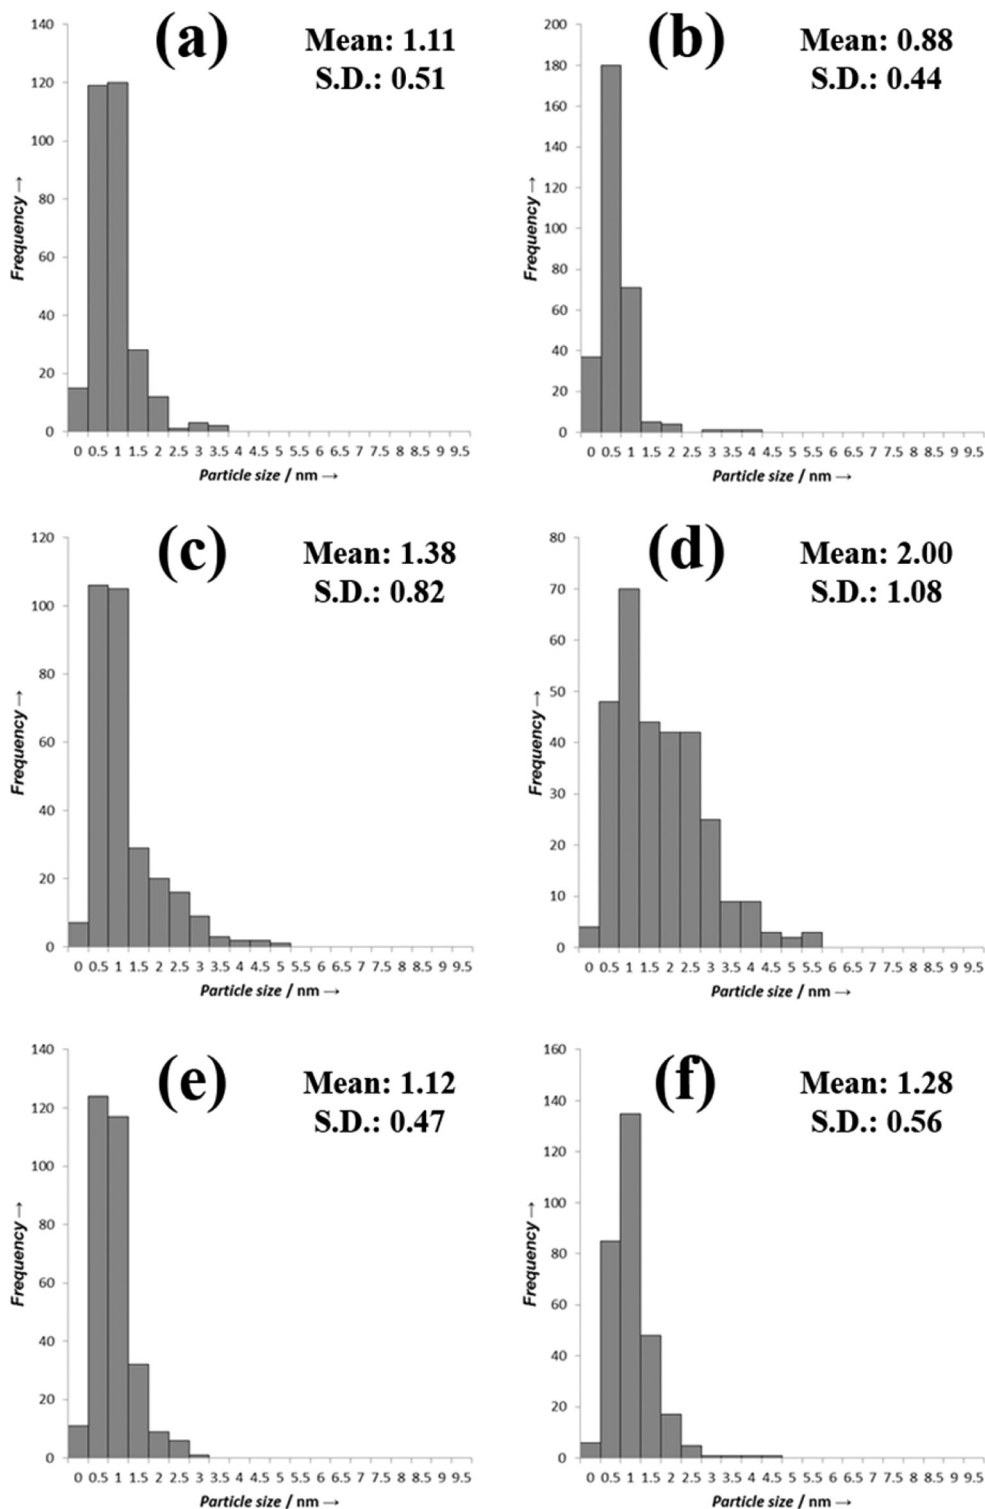 (a)
Mean: 1.11
S.D.: 0.51
140
120
100
80
60
40
20
0
Frequency →
0 0.5 1 1.5 2 2.5 3 3.5 4 4.5 5 5.5 6 6.5 7 7.5 8 8.5 9 9.5
Particle size / nm →
(b)
Mean: 0.88
S.D.: 0.44
200
180
160
140
120
100
80
60
40
20
0
Frequency →
0 0.5 1 1.5 2 2.5 3 3.5 4 4.5 5 5.5 6 6.5 7 7.5 8 8.5 9 9.5
Particle size / nm →
(c)
Mean: 1.38
S.D.: 0.82
120
100
80
60
40
20
0
Frequency →
0 0.5 1 1.5 2 2.5 3 3.5 4 4.5 5 5.5 6 6.5 7 7.5 8 8.5 9 9.5
Particle size / nm →
(d)
Mean: 2.00
S.D.: 1.08
80
70
60
50
40
30
20
10
0
Frequency →
0 0.5 1 1.5 2 2.5 3 3.5 4 4.5 5 5.5 6 6.5 7 7.5 8 8.5 9 9.5
Particle size / nm →
(e)
Mean: 1.12
S.D.: 0.47
140
120
100
80
60
40
20
0
Frequency →
0 0.5 1 1.5 2 2.5 3 3.5 4 4.5 5 5.5 6 6.5 7 7.5 8 8.5 9 9.5
Particle size / nm →
(f)
Mean: 1.28
S.D.: 0.56
160
140
120
100
80
60
40
20
0
Frequency →
0 0.5 1 1.5 2 2.5 3 3.5 4 4.5 5 5.5 6 6.5 7 7.5 8 8.5 9 9.5
Particle size / nm →